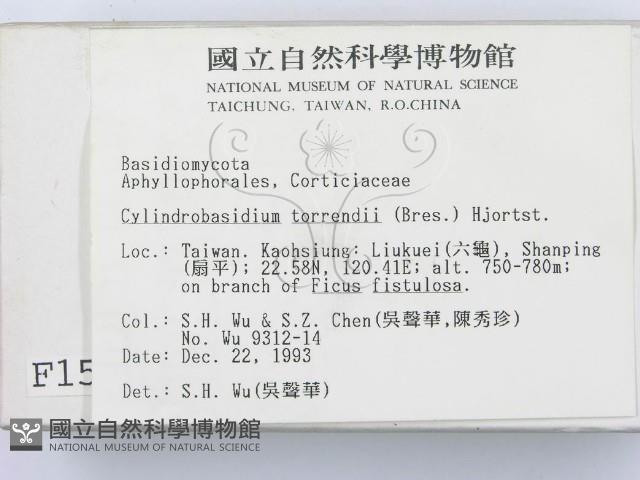 國立自然科學博物館
NATIONAL MUSEUM OF NATURAL SCIENCE
TAICHUNG, TAIWAN, R.O.CHINA
Basidiomycota
Aphyllophorales, Corticiaceae
Cylindrobasidium torrendii (Bres.) Hjortst.
Loc.: Taiwan. Kaohsiung: Liukuei(六龜), Shanping
(扇平); 22.58N, 120.41E; alt. 750-780m;
on branch of Ficus fistulosa.
Col.: S.H. Wu & S.Z. Chen(吳聲華,陳秀珍)
No. Wu 9312-14
Date: Dec. 22, 1993
F15
Det.: S.H. Wu(吳聲華)
國立自然科學博物館
NATIONAL MUSEUM OF NATURAL SCIENCE